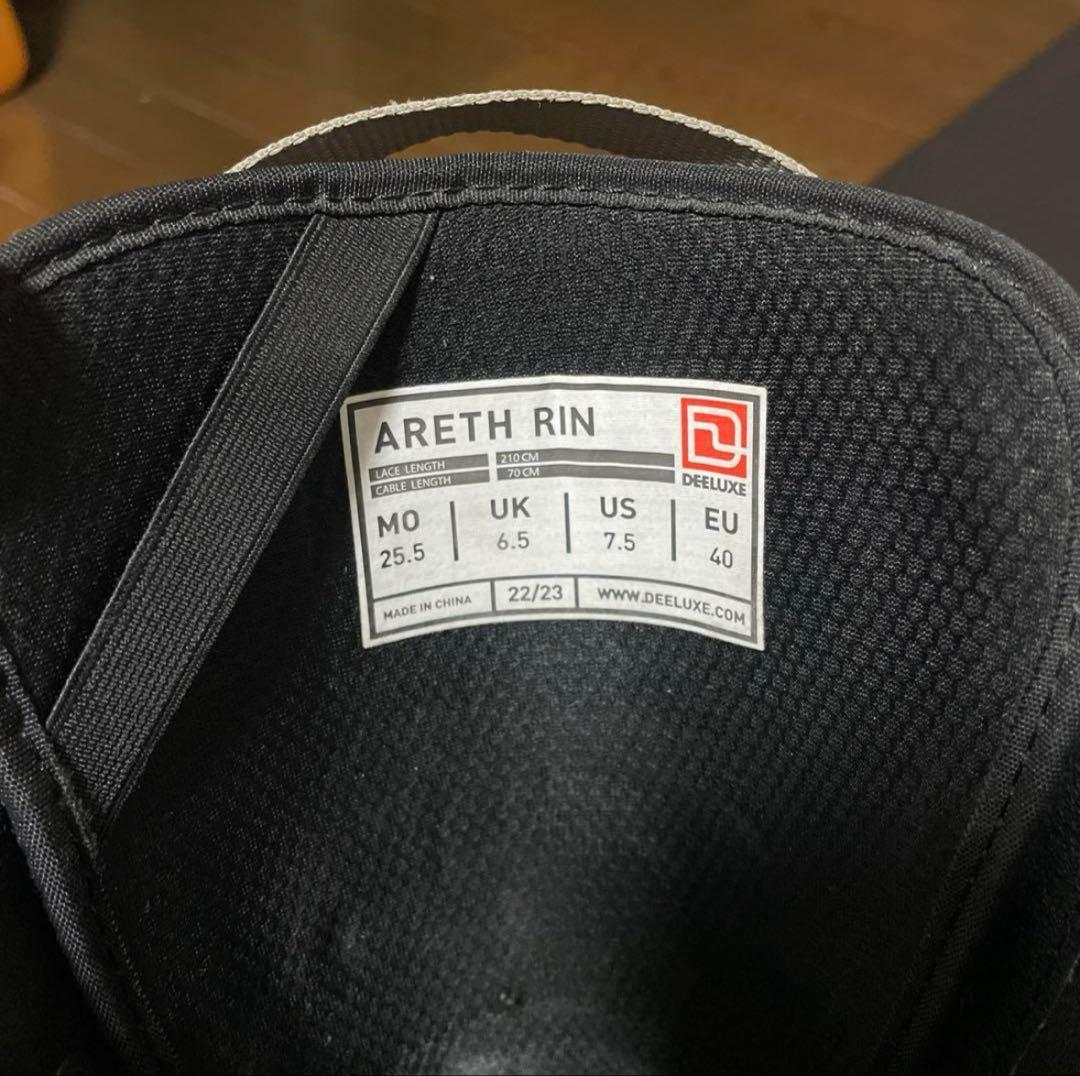 ARETH RIN
LACE LENGTH 210 CM
CABLE LENGTH 70 CM
DEELUXE
MO UK US EU
25.5 6.5 7.5 40
MADE IN CHINA 22/23 WWW.DEELUXE.COM